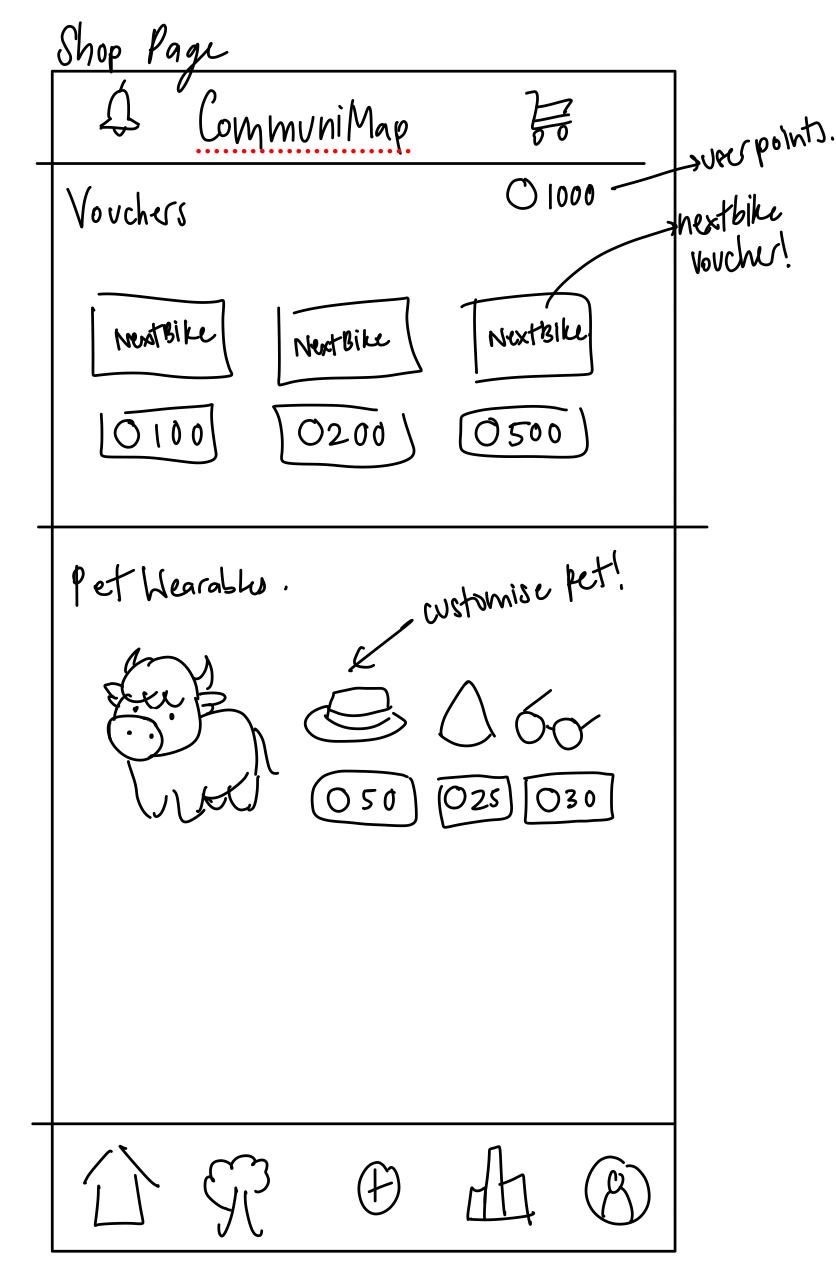 Shop Page
CommuniMap
user points.
Vouchers
1000
nextbike
voucher!
NextBike
NextBike
NextBike
100
200
500
Pet Wearables.
customise pet!
50
25
30